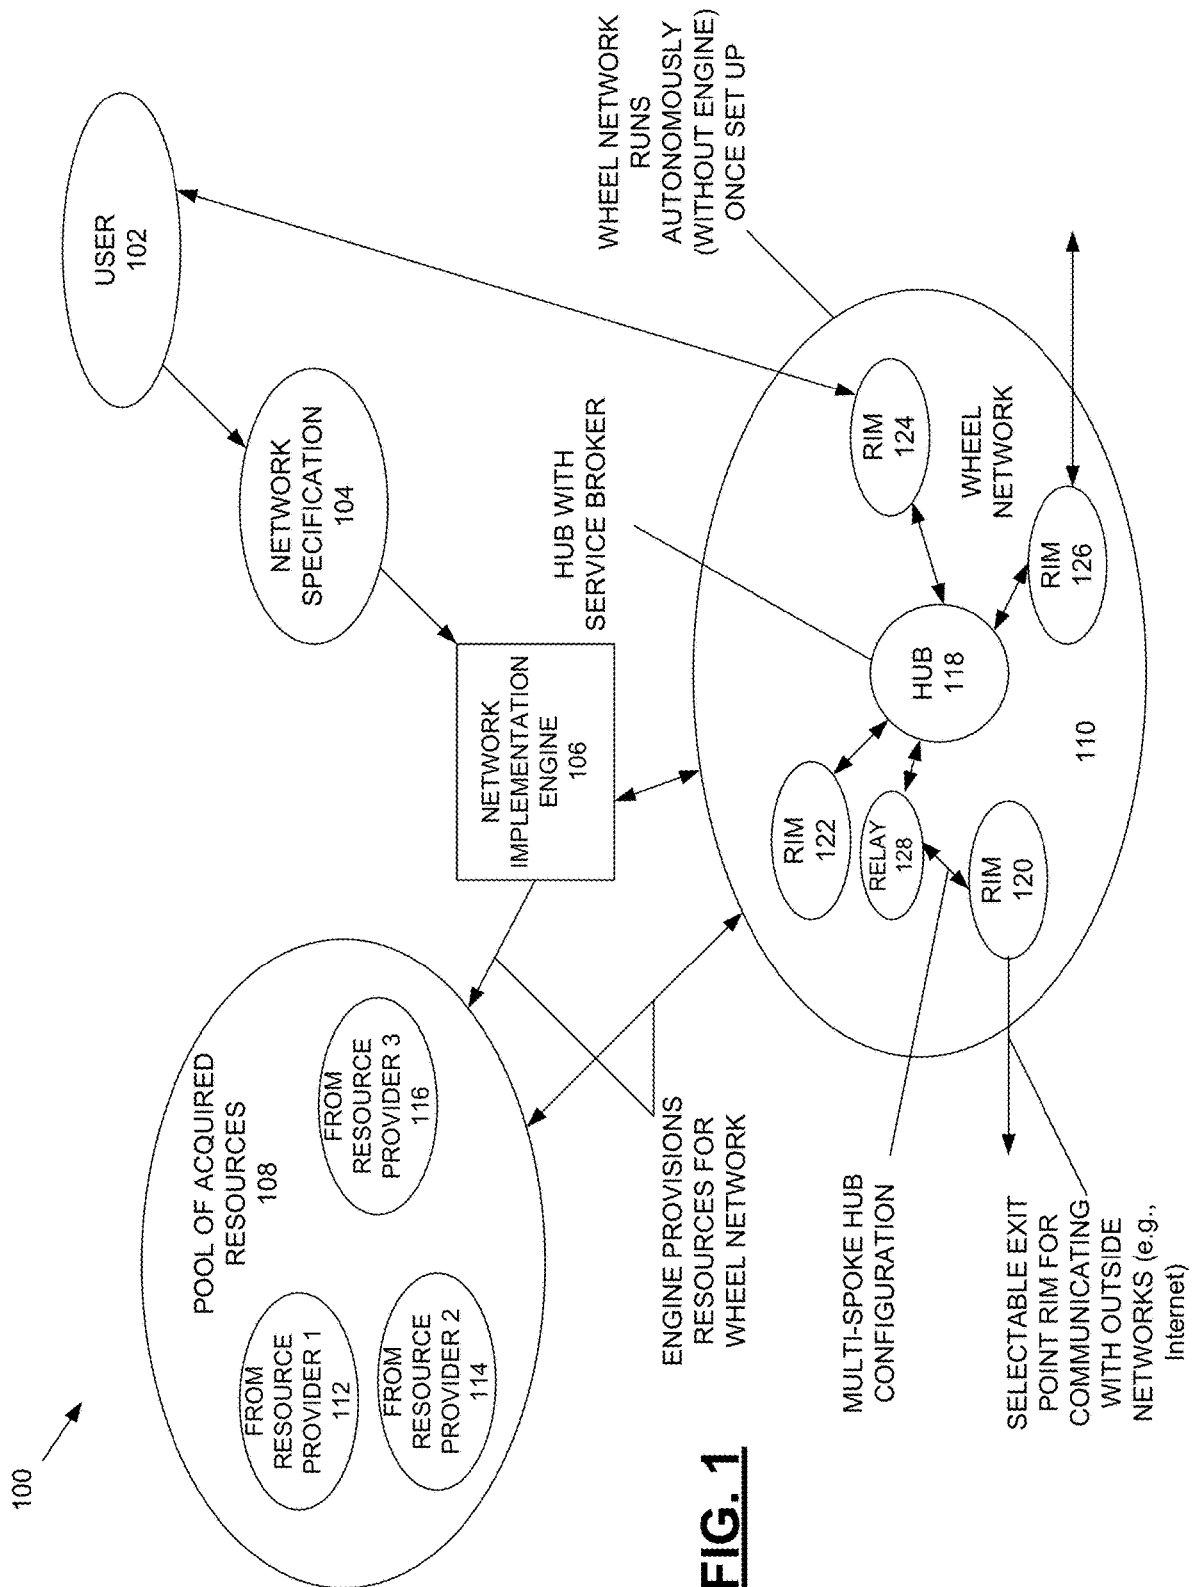 100
POOL OF ACQUIRED
RESOURCES
108
FROM
RESOURCE
PROVIDER 1
112
FROM
RESOURCE
PROVIDER 2
114
FROM
RESOURCE
PROVIDER 3
116
USER
102
NETWORK
SPECIFICATION
104
NETWORK
IMPLEMENTATION
ENGINE
106
HUB WITH
SERVICE BROKER
WHEEL NETWORK
RUNS
AUTONOMOUSLY
(WITHOUT ENGINE)
ONCE SET UP
ENGINE PROVISIONS
RESOURCES FOR
WHEEL NETWORK
MULTI-SPOKE HUB
CONFIGURATION
SELECTABLE EXIT
POINT RIM FOR
COMMUNICATING
WITH OUTSIDE
NETWORKS (e.g.,
Internet)
RIM
122
RELAY
128
RIM
120
HUB
118
RIM
124
WHEEL
NETWORK
RIM
126
110
FIG. 1